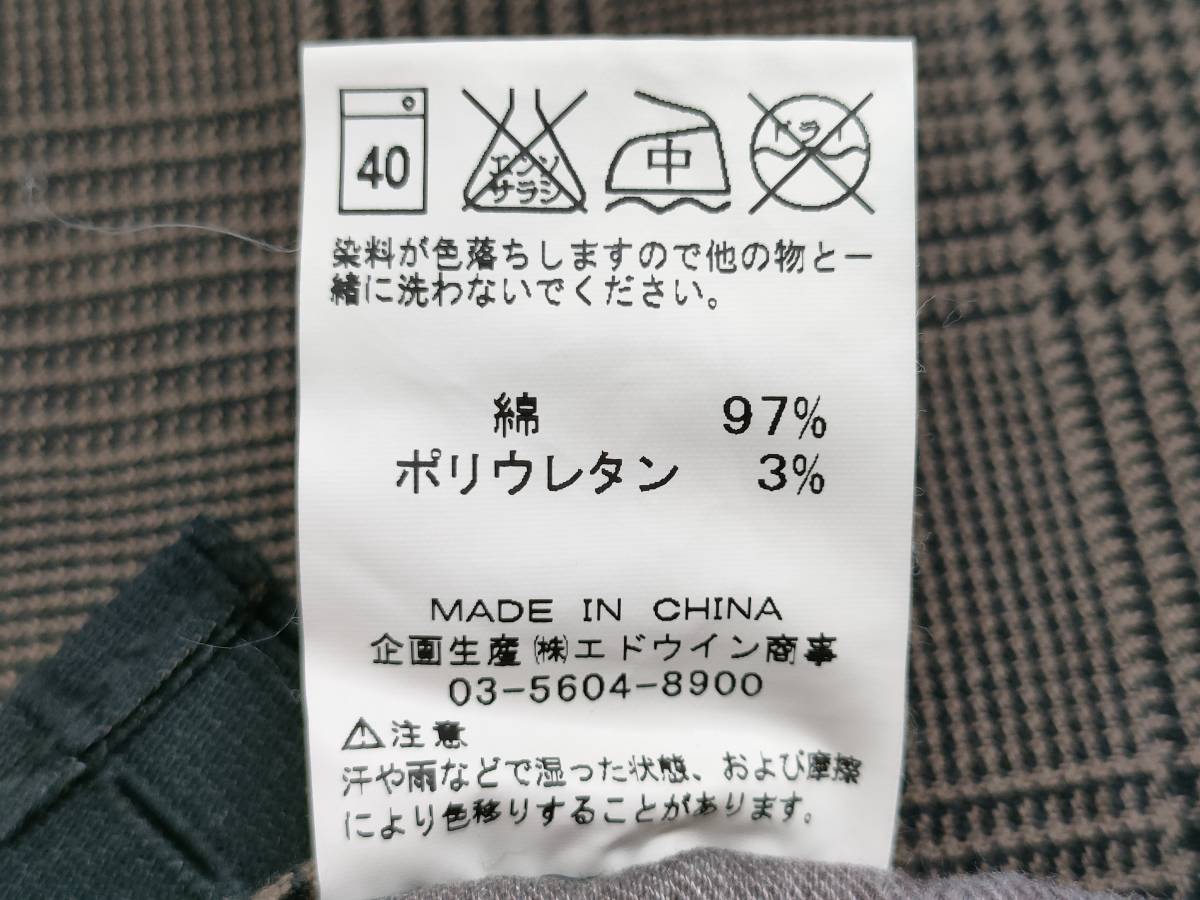 40 エンソサラシ 中 ドライ
染料が色落ちしますので他の物と一
緒に洗わないでください。
綿 97%
ポリウレタン 3%
MADE IN CHINA
企画生産㈱エドウイン商事
03-5604-8900
⚠注意
汗や雨などで湿った状態、および摩擦
により色移りすることがあります。